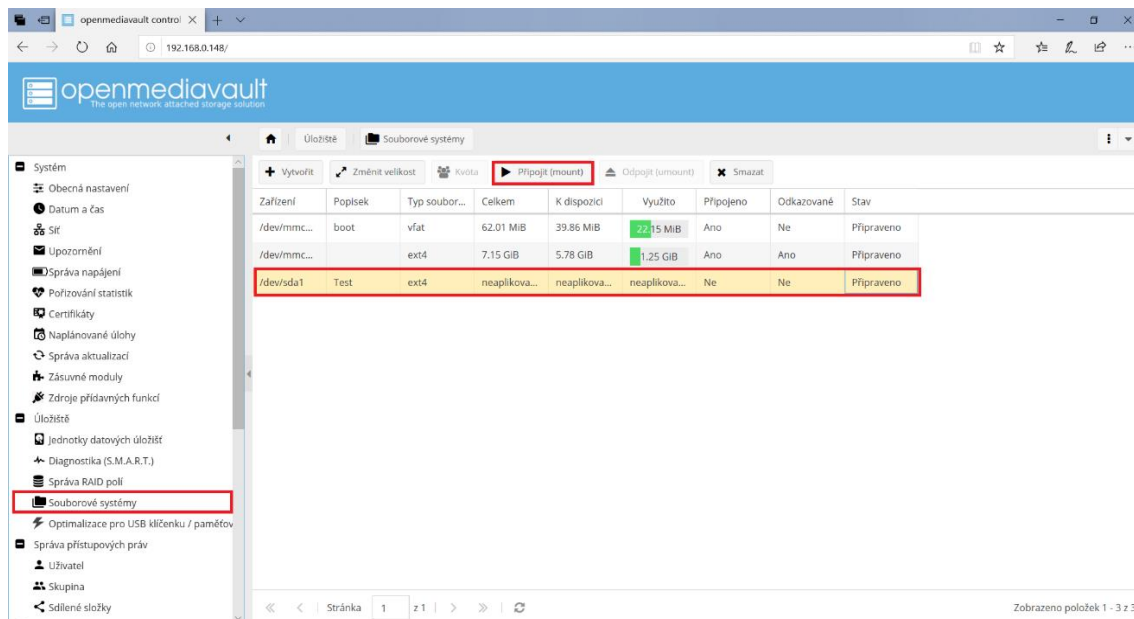 openmediavault control
192.168.0.148/
openmediavault
The open network attached storage solution
Úložiště
Souborové systémy
Systém
Obecná nastavení
Datum a čas
Síť
Upozornění
Správa napájení
Pořizování statistik
Certifikáty
Naplánované úlohy
Správa aktualizací
Zásuvné moduly
Zdroje přídavných funkcí
Úložiště
Jednotky datových úložišť
Diagnostika (S.M.A.R.T.)
Správa RAID polí
Souborové systémy
Optimalizace pro USB klíčenku / paměťov
Správa přístupových práv
Uživatel
Skupina
Sdílené složky
Vytvořit Změnit velikost Kvóta Připojit (mount) Odpojit (umount) Smazat
Zařízení Popisek Typ soubor... Celkem K dispozici Využito Připojeno Odkazované Stav
/dev/mmc... boot vfat 62.01 MiB 39.86 MiB 22.15 MiB Ano Ne Připraveno
/dev/mmc... ext4 7.15 GiB 5.78 GiB 1.25 GiB Ano Ano Připraveno
/dev/sda1 Test ext4 neaplikova... neaplikova... neaplikova... Ne Ne Připraveno
Stránka 1 z 1
Zobrazeno položek 1 - 3 z 3